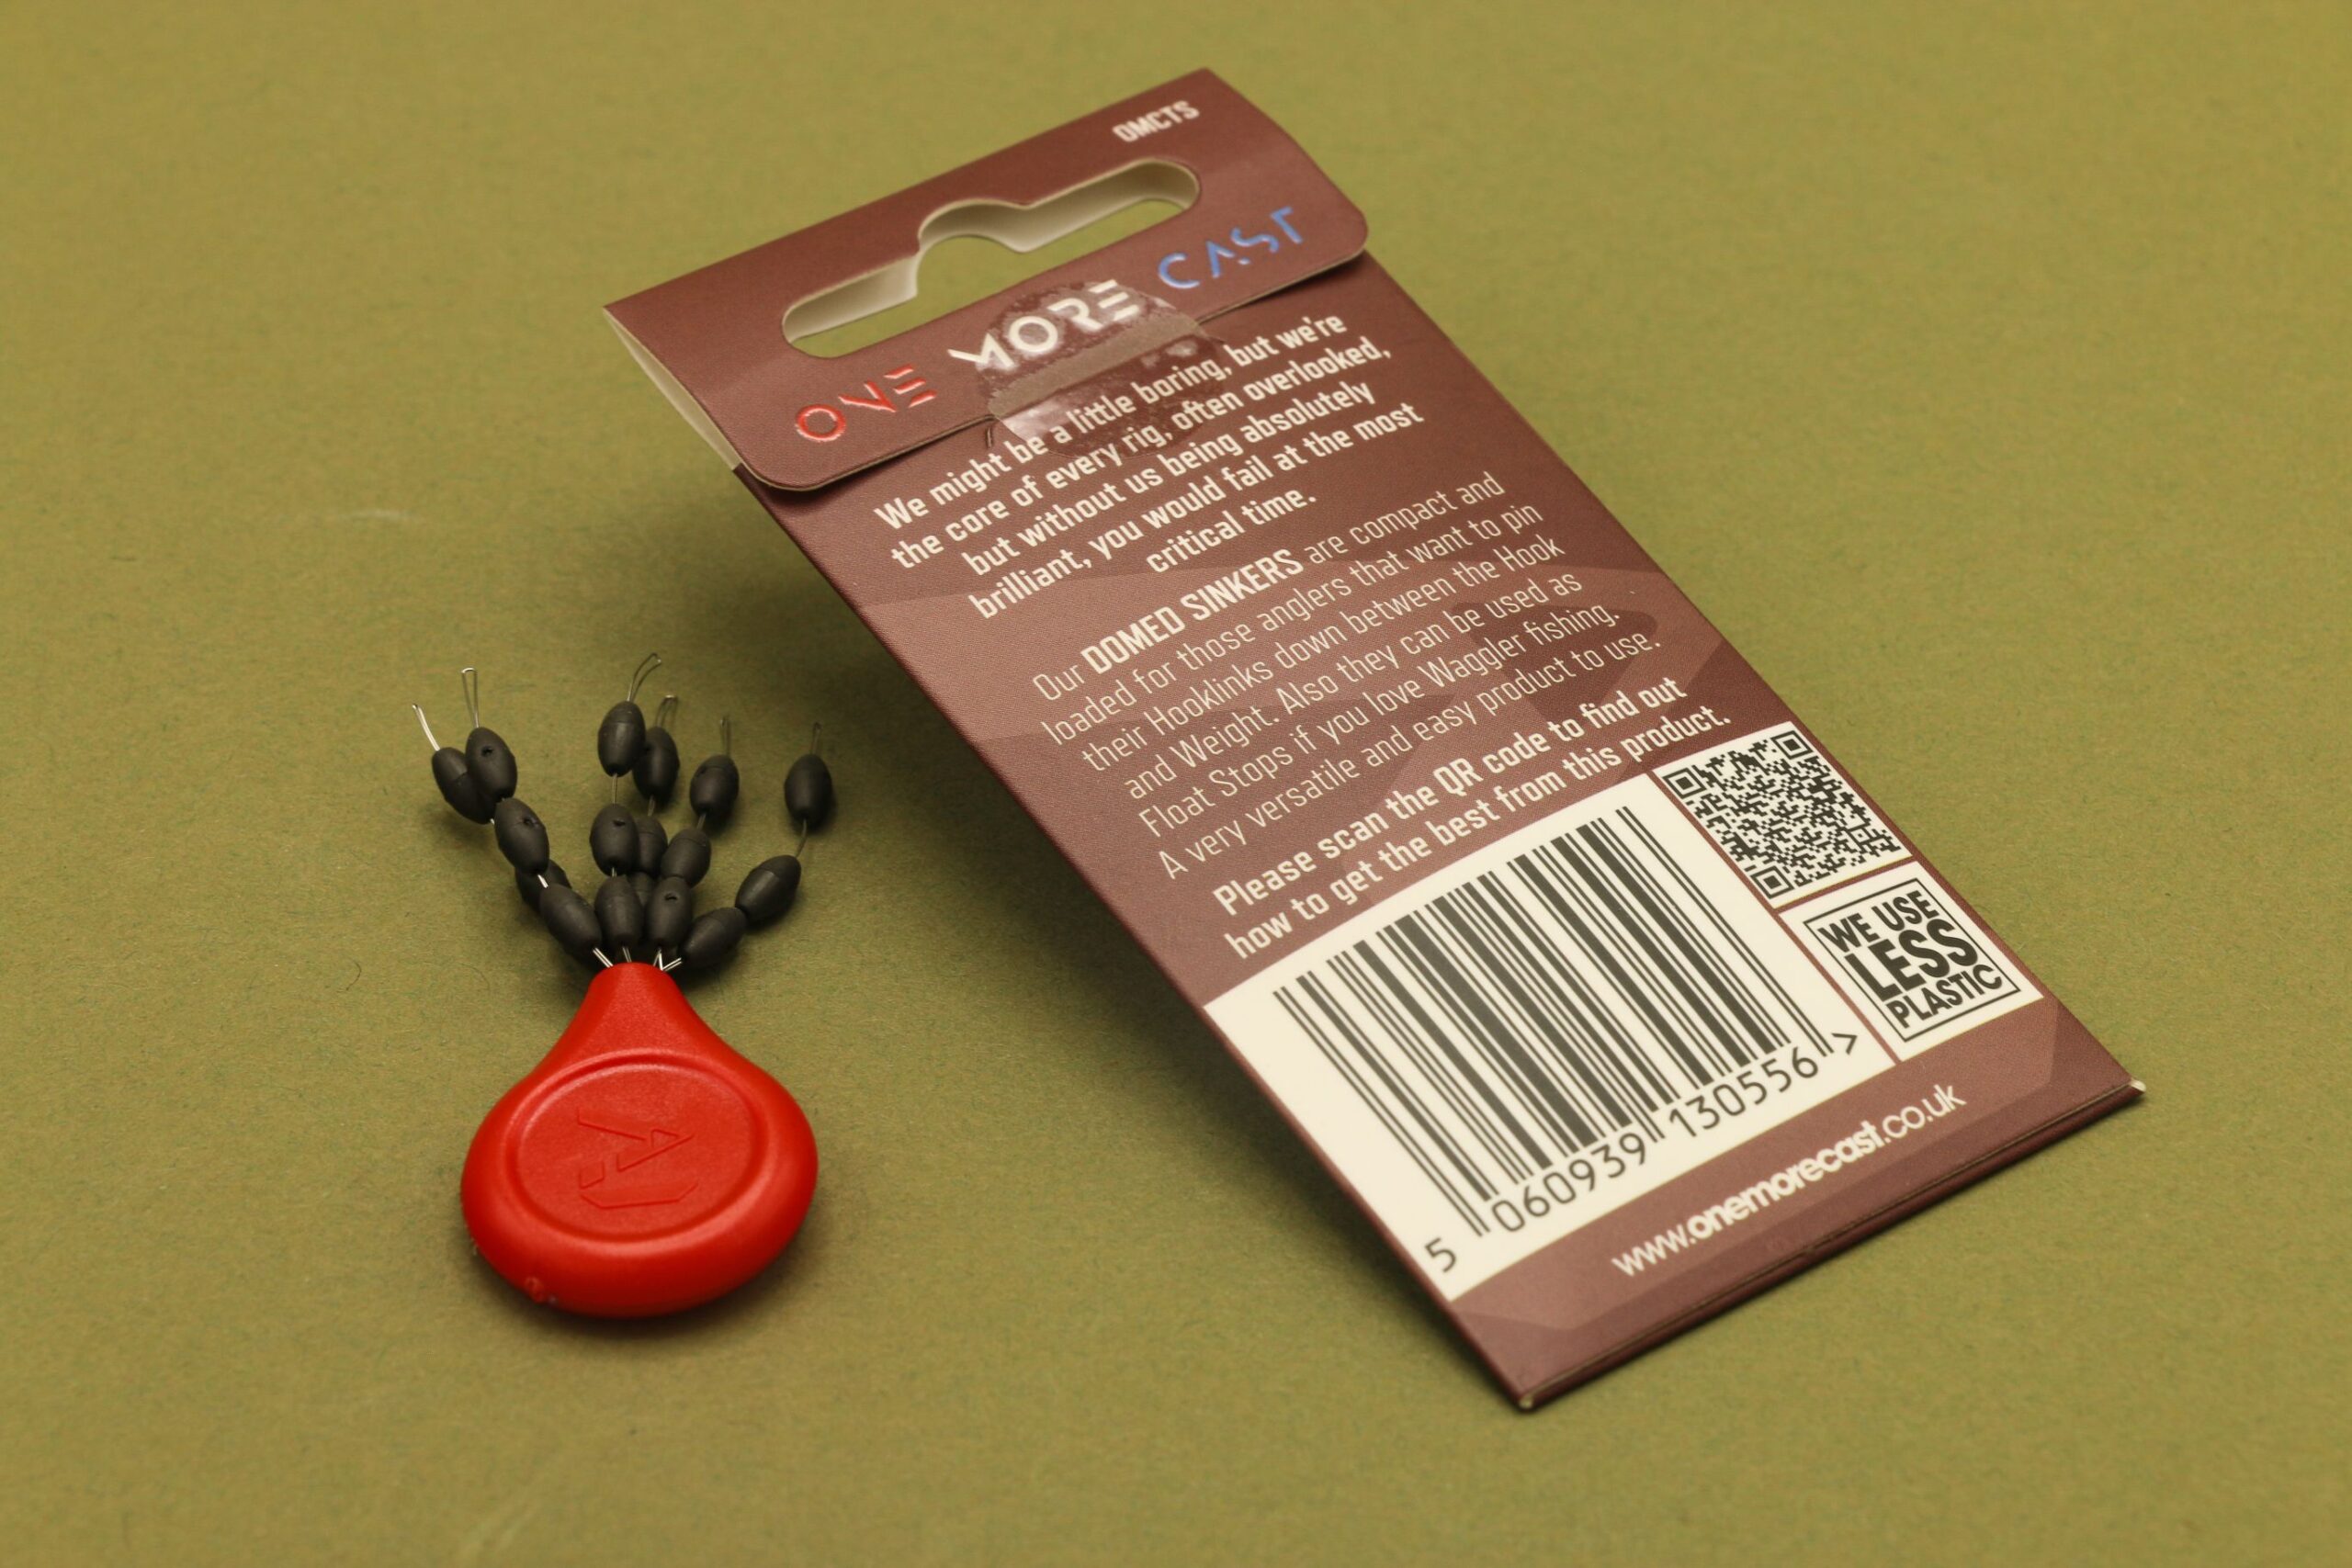 OMCTS
ONE MORE CAST
We might be a little boring, but we're
the core of every rig, often overlooked,
but without us being absolutely
brilliant, you would fail at the most
critical time.
Our DOMED SINKERS are compact and
loaded for those anglers that want to pin
their Hooklinks down between the Hook
and Weight. Also they can be used as
Float Stops if you love Waggler fishing.
A very versatile and easy product to use.
Please scan the QR code to find out
how to get the best from this product.
WE USE
LESS
PLASTIC
5 060939 130556 >
www.onemorecast.co.uk